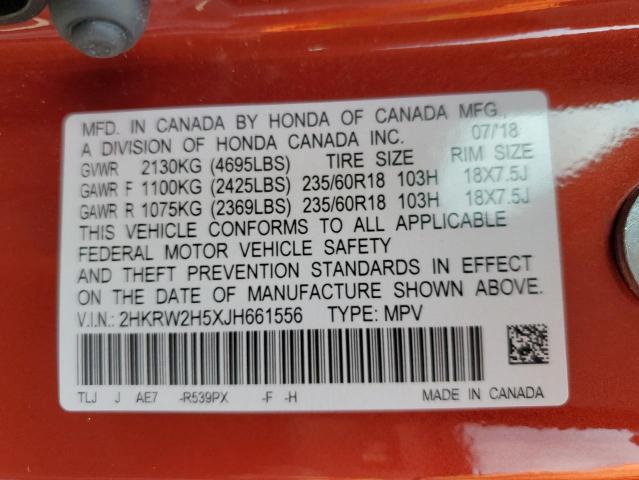 MFD. IN CANADA BY HONDA OF CANADA MFG.,
A DIVISION OF HONDA CANADA INC. 07/18
GVWR 2130KG (4695LBS) TIRE SIZE RIM SIZE
GAWR F 1100KG (2425LBS) 235/60R18 103H 18X7.5J
GAWR R 1075KG (2369LBS) 235/60R18 103H 18X7.5J
THIS VEHICLE CONFORMS TO ALL APPLICABLE
FEDERAL MOTOR VEHICLE SAFETY
AND THEFT PREVENTION STANDARDS IN EFFECT
ON THE DATE OF MANUFACTURE SHOWN ABOVE.
V.I.N.: 2HKRW2H5XJH661556 TYPE: MPV
TLJ J AE7 -R539PX -F -H MADE IN CANADA